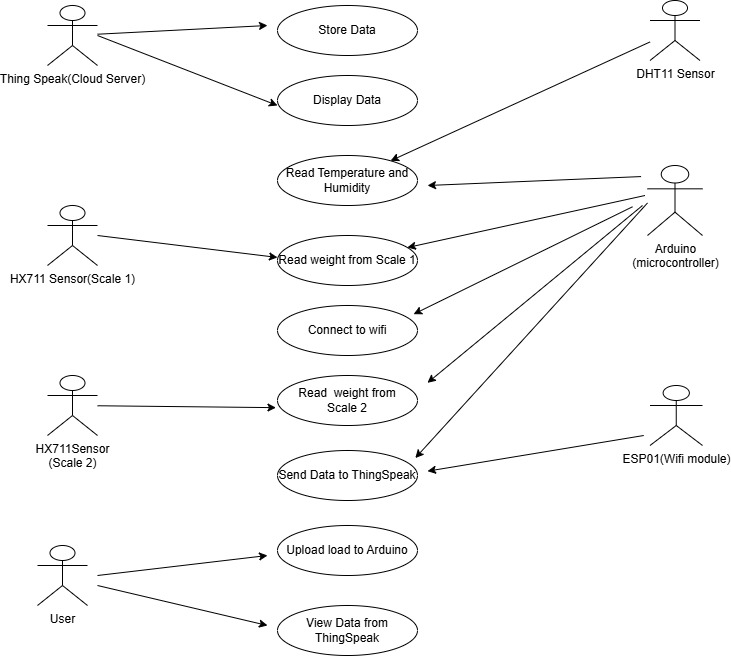 Store Data
Thing Speak(Cloud Server)
DHT11 Sensor
Display Data
Read Temperature and
Humidity
Arduino
(microcontroller)
HX711 Sensor(Scale 1)
Read weight from Scale 1
Connect to wifi
Read  weight from
Scale 2
HX711Sensor
(Scale 2)
ESP01(Wifi module)
Send Data to ThingSpeak
Upload load to Arduino
User
View Data from
ThingSpeak